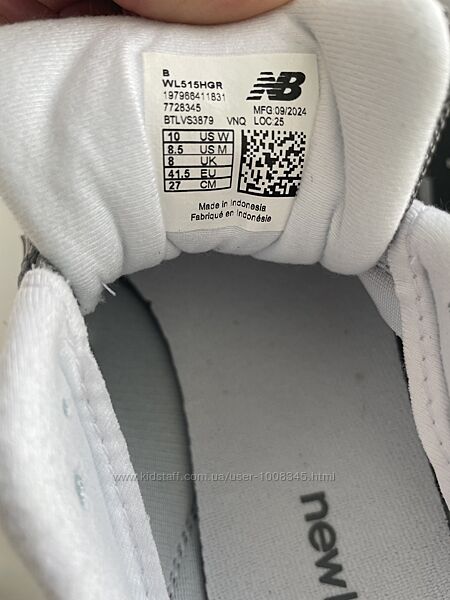 B
WL515HGR
197966411831
7728345
BTLVS3879 VNQ
NB
MFG:09/2024
LOC:25
10 US W
8.5 US M
8 UK
41.5 EU
27 CM
Made in Indonesia
Fabriqué en Indonésie
www.kidstaff.com.ua/user-1008345.html
new